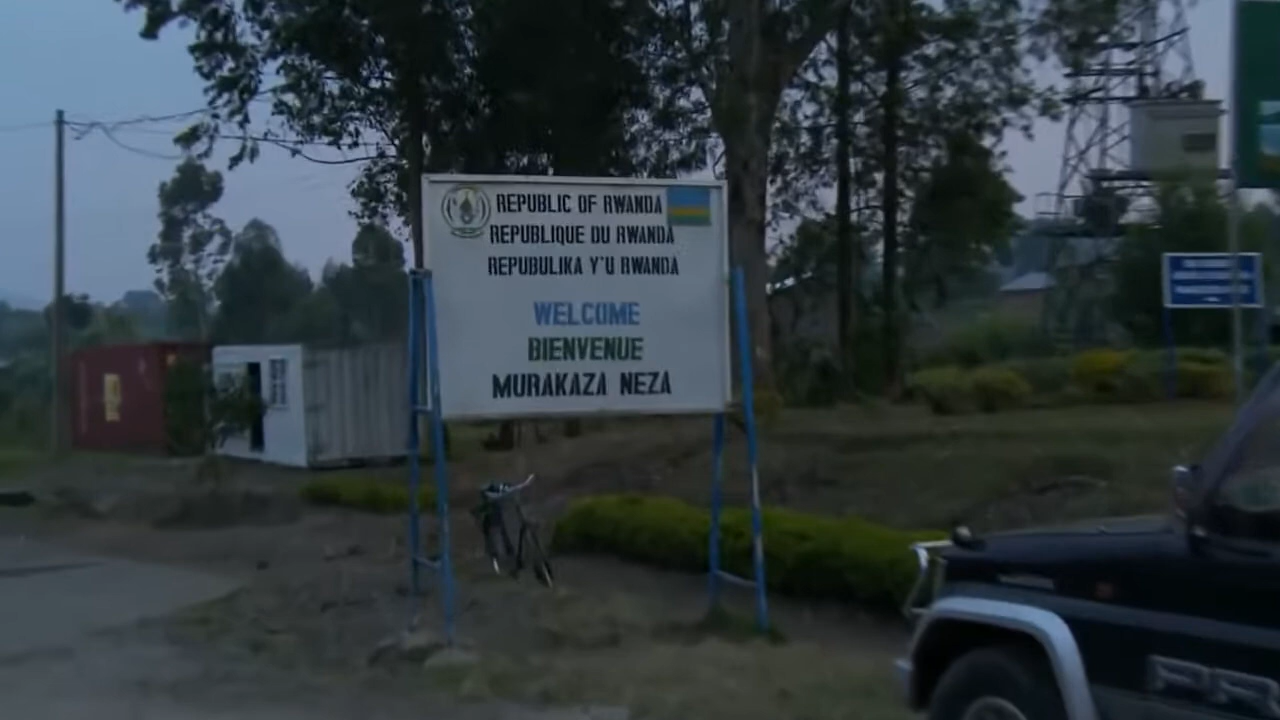 REPUBLIC OF RWANDA
REPUBLIQUE DU RWANDA
REPUBULIKA Y'U RWANDA
WELCOME
BIENVENUE
MURAKAZA NEZA